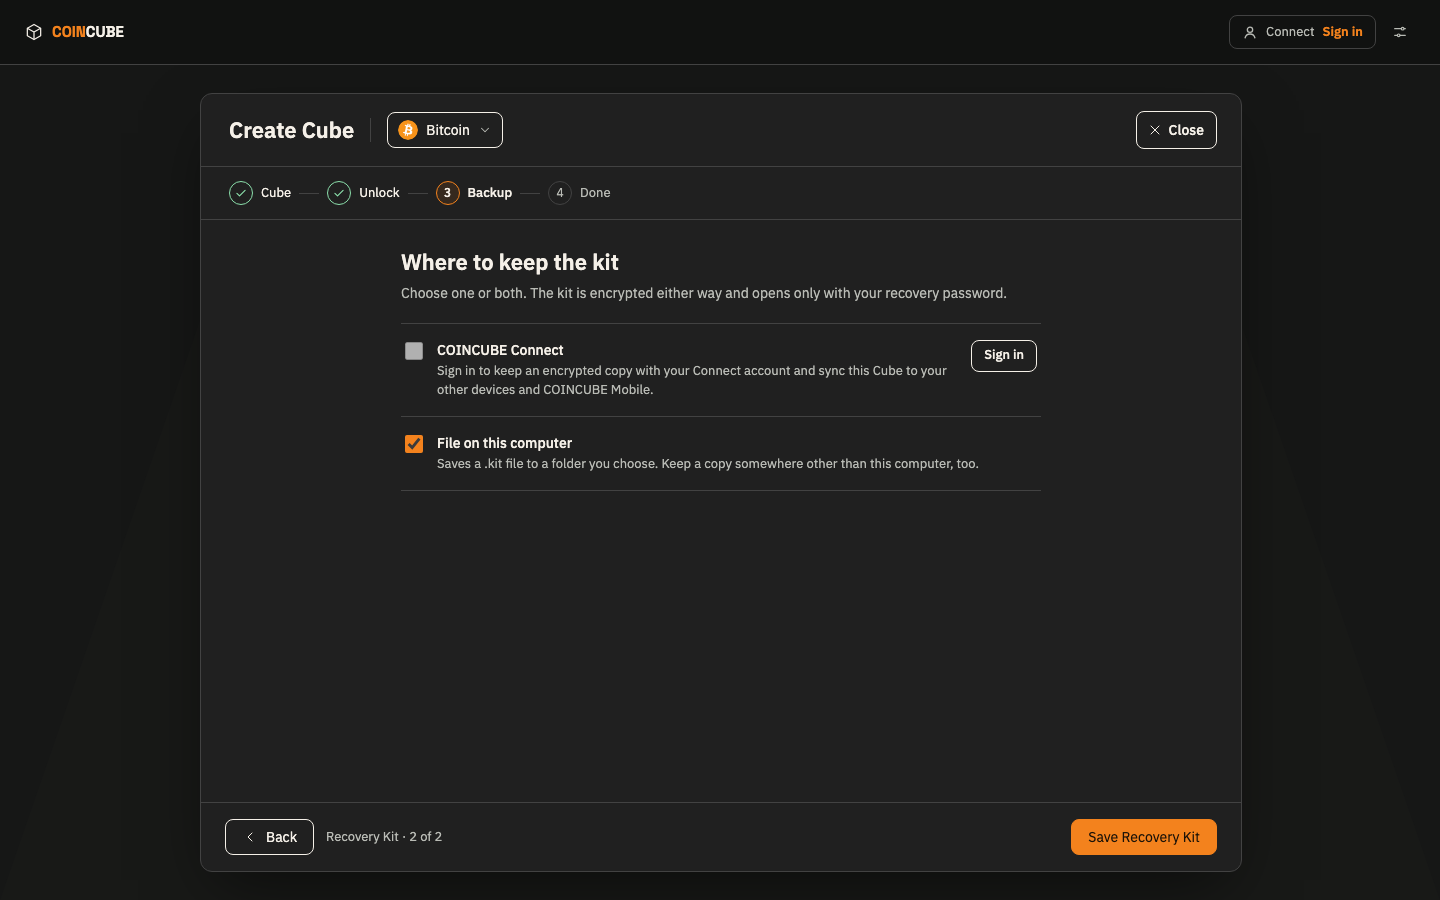 COINCUBE
Connect Sign in
Create Cube
Bitcoin
Close
Cube
Unlock
3 Backup
4 Done
Where to keep the kit
Choose one or both. The kit is encrypted either way and opens only with your recovery password.
COINCUBE Connect
Sign in to keep an encrypted copy with your Connect account and sync this Cube to your
other devices and COINCUBE Mobile.
Sign in
File on this computer
Saves a .kit file to a folder you choose. Keep a copy somewhere other than this computer, too.
Back
Recovery Kit · 2 of 2
Save Recovery Kit